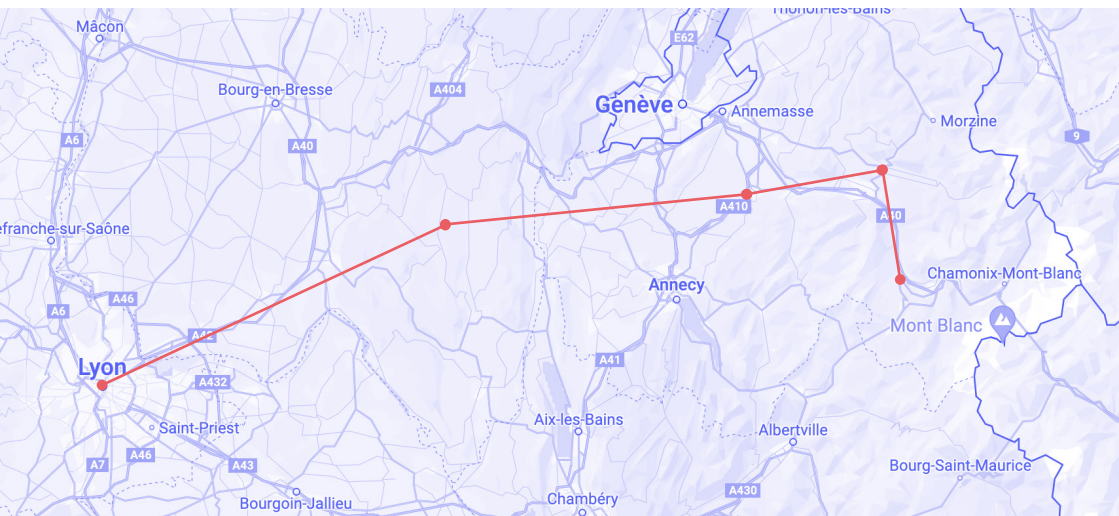 Thonon-les-Bains
Mâcon
E62
Bourg-en-Bresse
A404
Genève
Annemasse
Morzine
A6
A40
9
A410
A40
efranche-sur-Saône
Chamonix-Mont-Blanc
Annecy
A46
A6
Mont Blanc
A42
Lyon
A41
A432
Aix-les-Bains
Saint-Priest
Albertville
A46
A7
A43
Bourg-Saint-Maurice
A430
Chambéry
Bourgoin-Jallieu